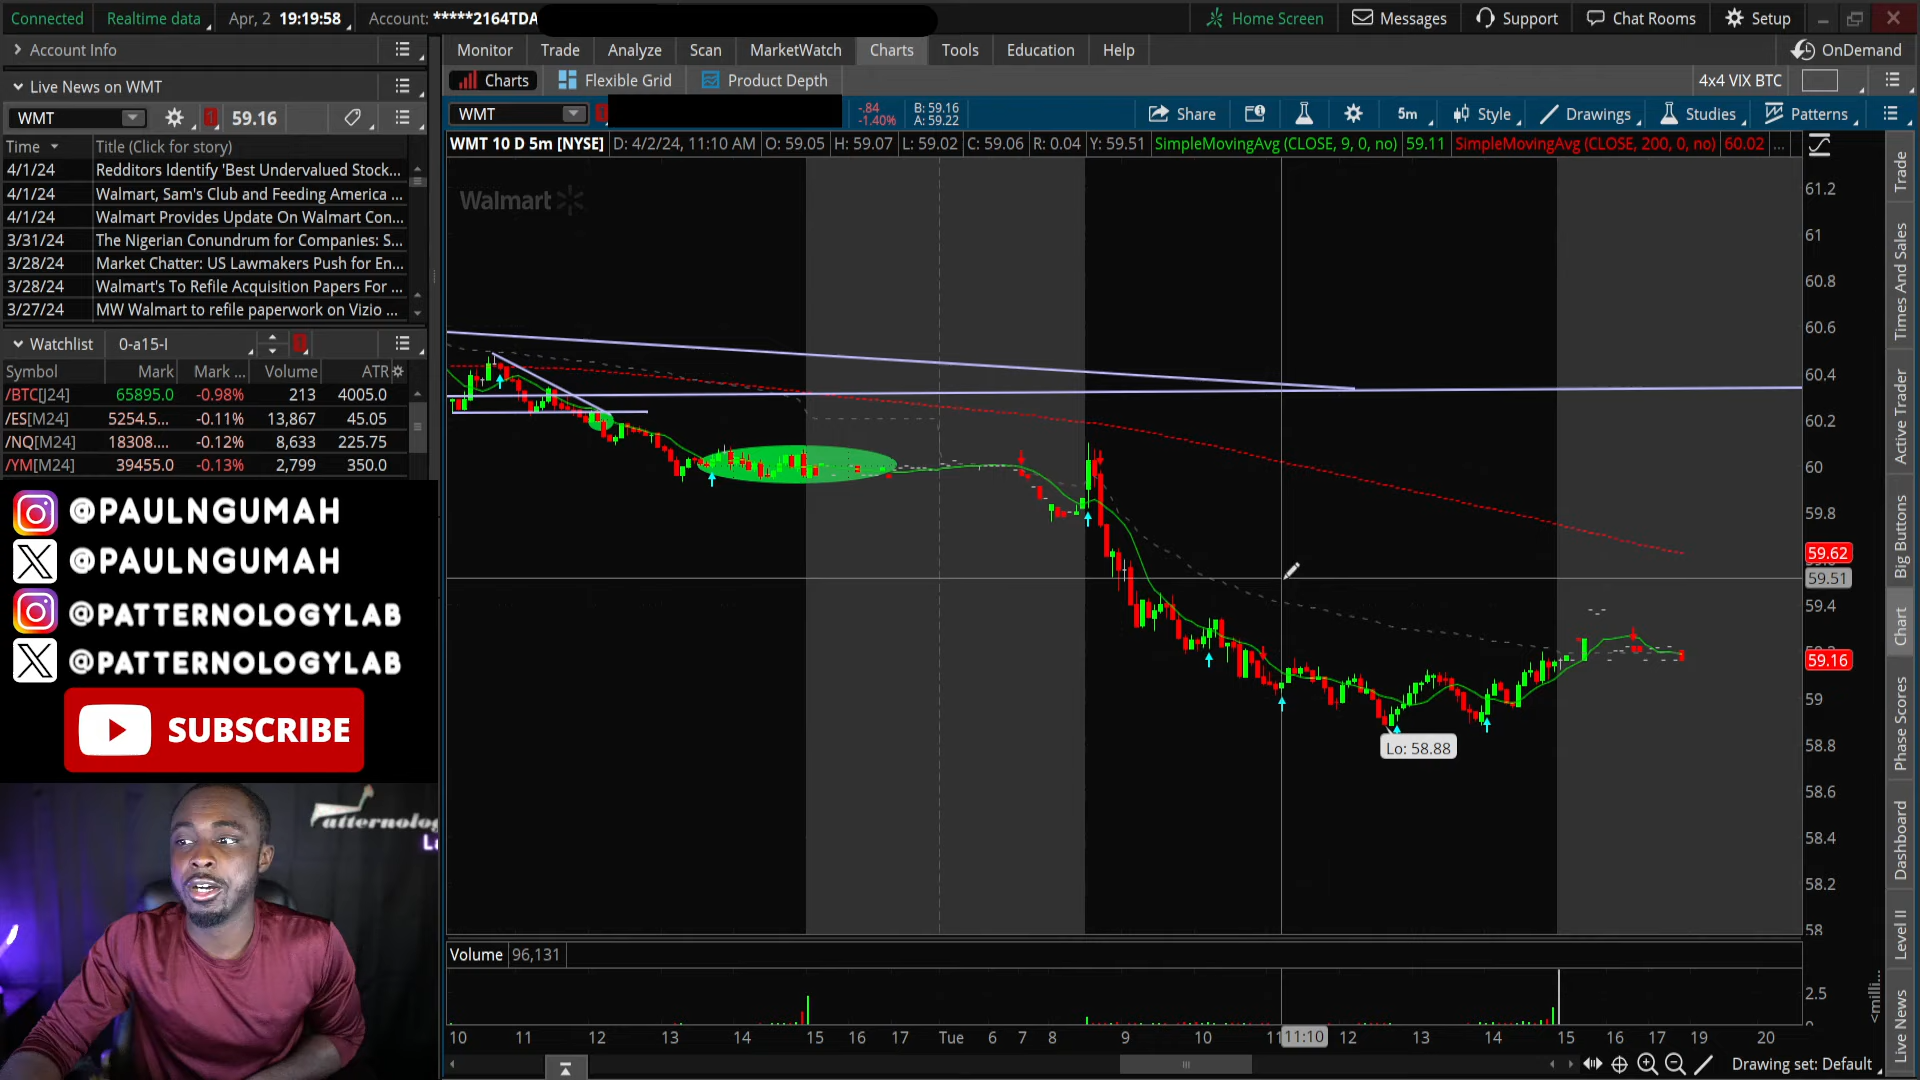 Connected
Realtime data
Apr, 2 19:19:58
Account: *****2164TDA
Home Screen
Messages
Support
Chat Rooms
Setup
Account Info
Monitor
Trade
Analyze
Scan
MarketWatch
Charts
Tools
Education
Help
OnDemand
Live News on WMT
Charts
Flexible Grid
Product Depth
4x4 VIX BTC
WMT
1
59.16
WMT
-.84
-1.40%
B: 59.16
A: 59.22
Share
5m
Style
Drawings
Studies
Patterns
Time Title (Click for story)
4/1/24 Redditors Identify 'Best Undervalued Stock...
4/1/24 Walmart, Sam's Club and Feeding America ...
4/1/24 Walmart Provides Update On Walmart Con...
3/31/24 The Nigerian Conundrum for Companies: S...
3/28/24 Market Chatter: US Lawmakers Push for En...
3/28/24 Walmart's To Refile Acquisition Papers For ...
3/27/24 MW Walmart to refile paperwork on Vizio ...
Watchlist 0-a15-I
Symbol Mark Mark ... Volume ATR
/BTC[J24] 65895.0 -0.98% 213 4005.0
/ES[M24] 5254.5... -0.11% 13,867 45.05
/NQ[M24] 18308.... -0.12% 8,633 225.75
/YM[M24] 39455.0 -0.13% 2,799 350.0
@PAULNGUMAH
@PAULNGUMAH
@PATTERNOLOGYLAB
@PATTERNOLOGYLAB
SUBSCRIBE
WMT 10 D 5m [NYSE] D: 4/2/24, 11:10 AM O: 59.05 H: 59.07 L: 59.02 C: 59.06 R: 0.04 Y: 59.51 SimpleMovingAvg (CLOSE, 9, 0, no) 59.11 SimpleMovingAvg (CLOSE, 200, 0, no) 60.02 ...
Walmart
61.2
61
60.8
60.6
60.4
60.2
60
59.8
59.62
59.51
59.4
59.16
59
58.8
58.6
58.4
58.2
58
Lo: 58.88
Volume 96,131
2.5
<milli...
10 11 12 13 14 15 16 17 Tue 6 7 8 9 10 11 11:10 12 13 14 15 16 17 19 20
Drawing set: Default
Trade
Times And Sales
Active Trader
Big Buttons
Chart
Phase Scores
Dashboard
Level II
Live News